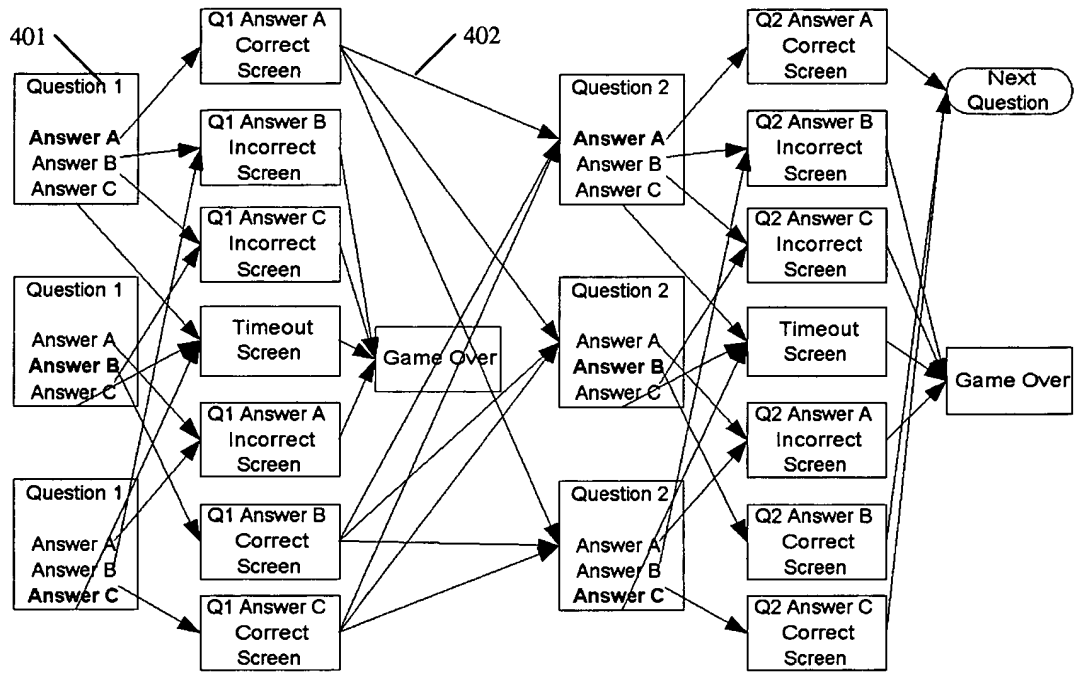 401
Question 1
Answer A
Answer B
Answer C
Question 1
Answer A
Answer B
Answer C
Question 1
Answer A
Answer B
Answer C
Q1 Answer A
Correct
Screen
Q1 Answer B
Incorrect
Screen
Q1 Answer C
Incorrect
Screen
Timeout
Screen
Q1 Answer A
Incorrect
Screen
Q1 Answer B
Correct
Screen
Q1 Answer C
Correct
Screen
402
Game Over
Question 2
Answer A
Answer B
Answer C
Question 2
Answer A
Answer B
Answer C
Question 2
Answer A
Answer B
Answer C
Q2 Answer A
Correct
Screen
Q2 Answer B
Incorrect
Screen
Q2 Answer C
Incorrect
Screen
Timeout
Screen
Q2 Answer A
Incorrect
Screen
Q2 Answer B
Correct
Screen
Q2 Answer C
Correct
Screen
Next
Question
Game Over